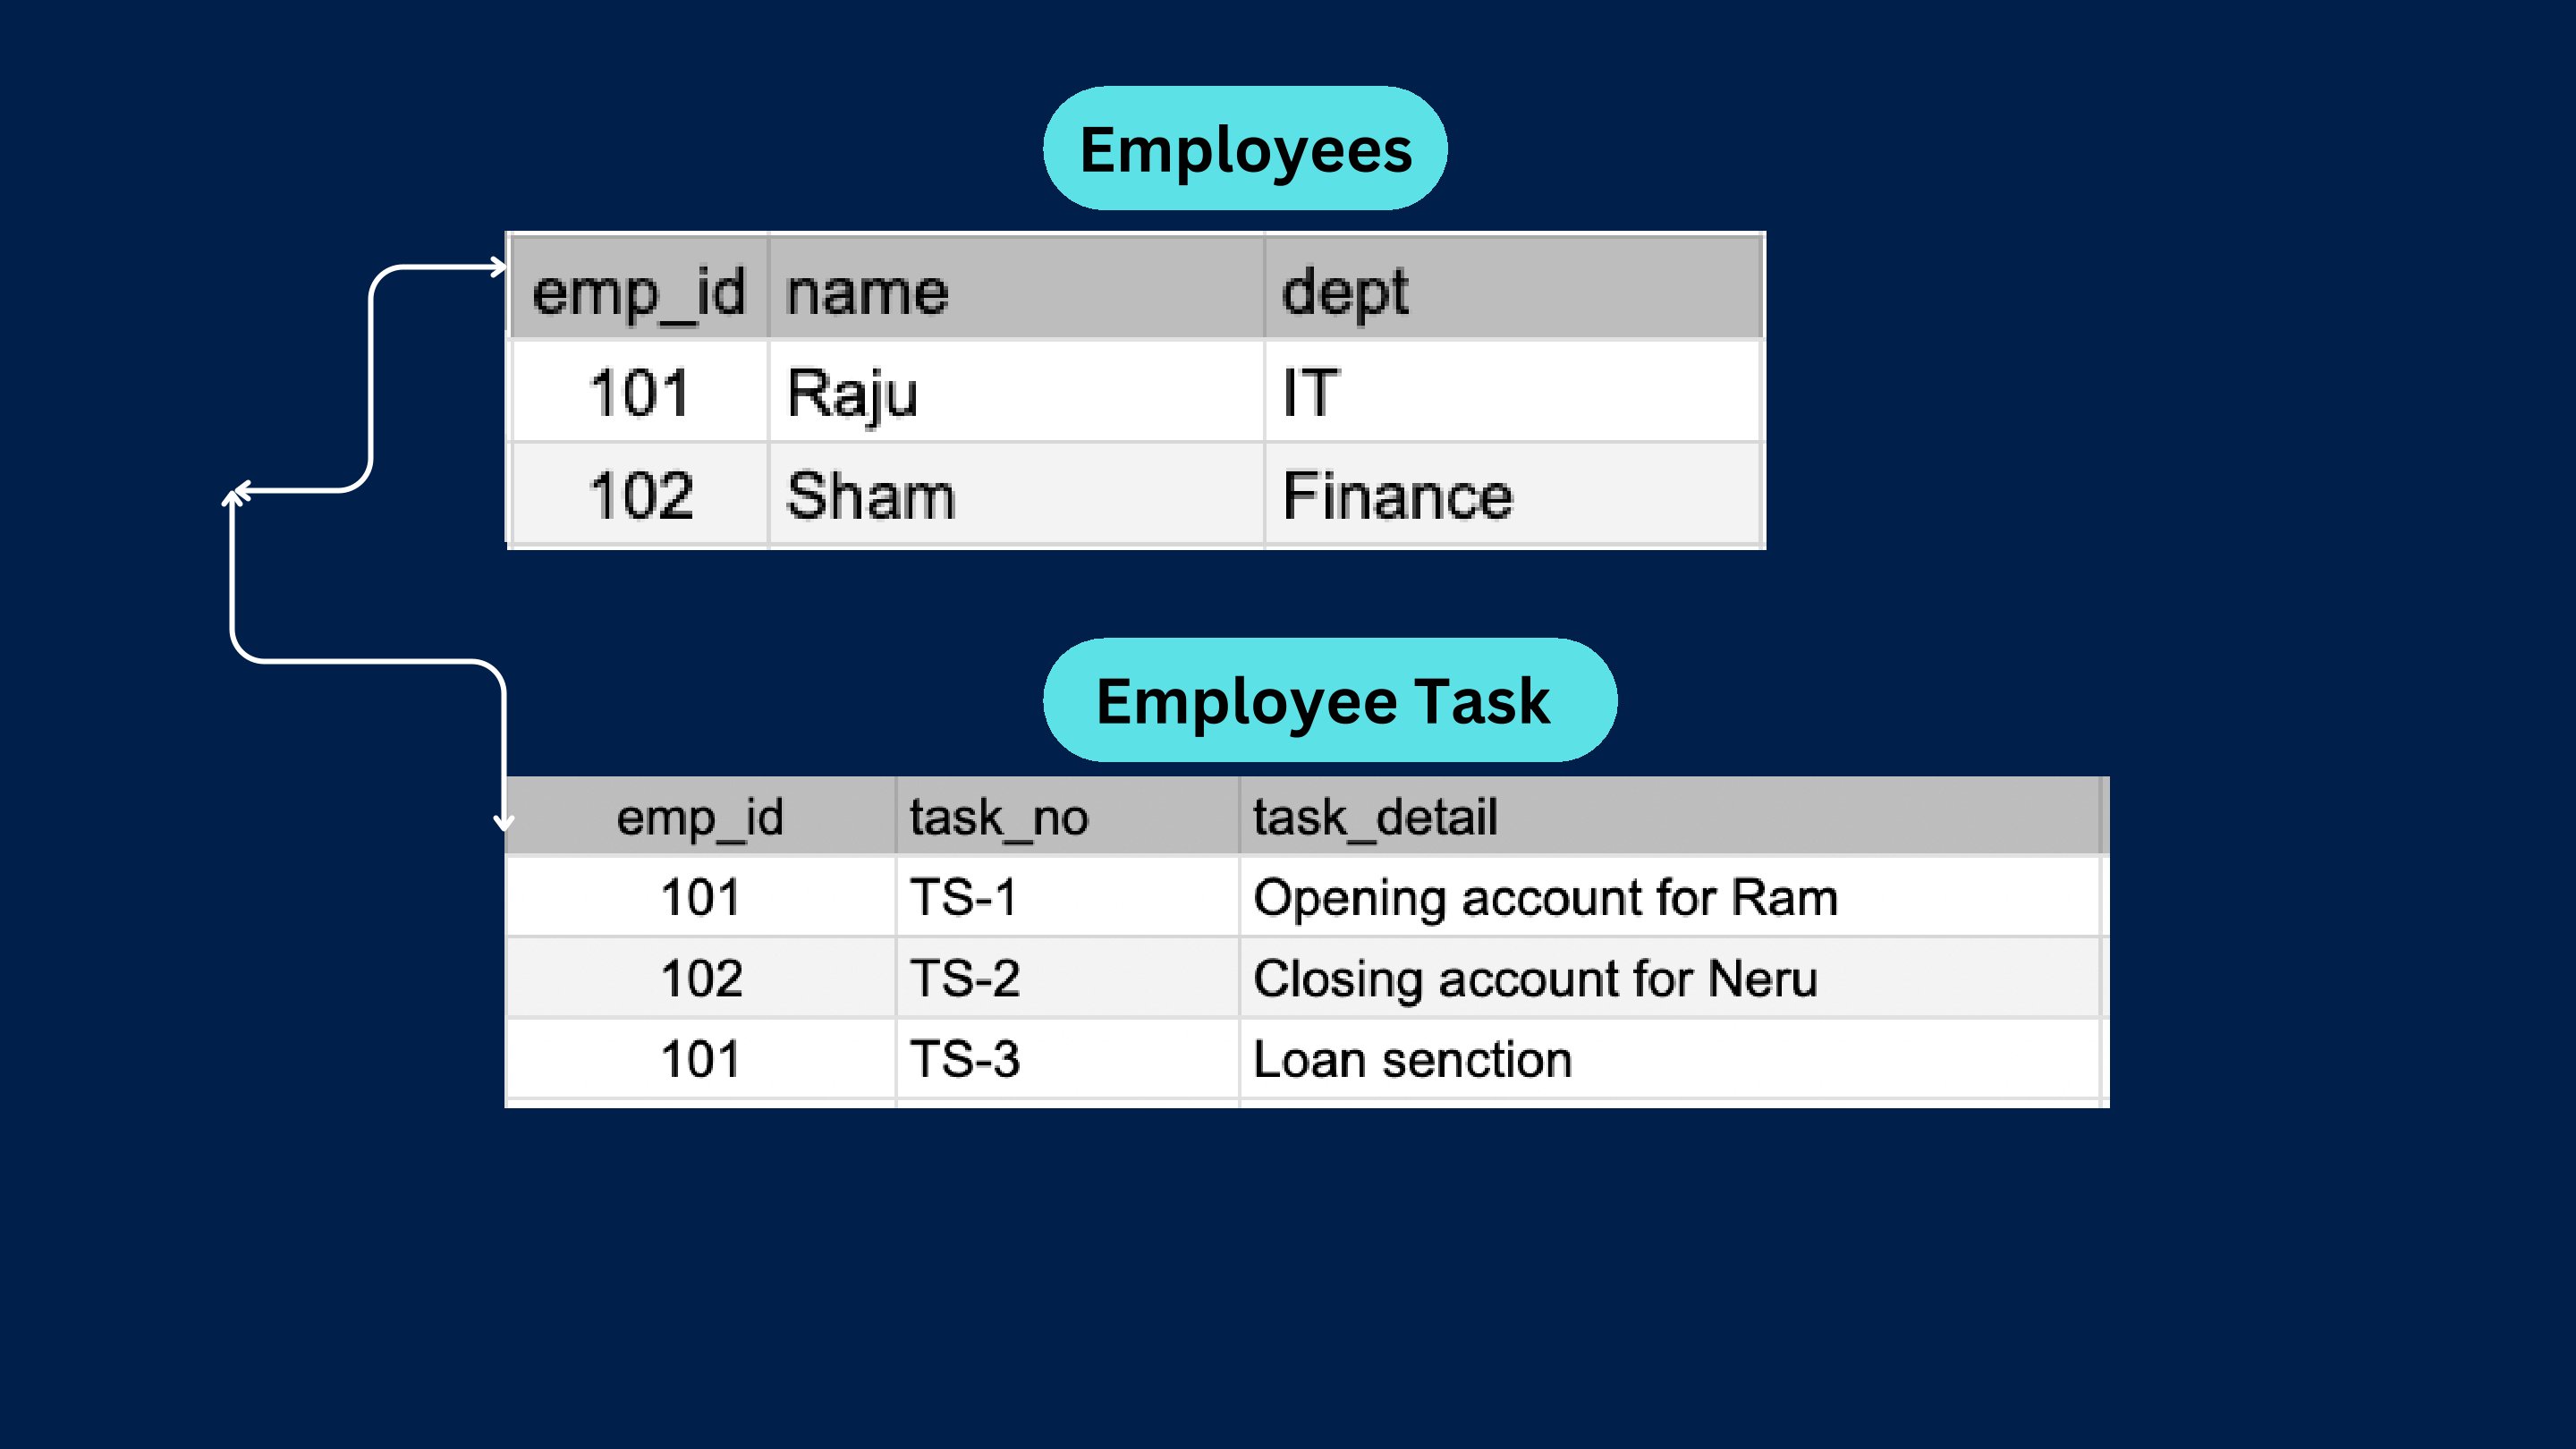 Employees
emp_id name dept
101 Raju IT
102 Sham Finance
Employee Task
emp_id task_no task_detail
101 TS-1 Opening account for Ram
102 TS-2 Closing account for Neru
101 TS-3 Loan senction